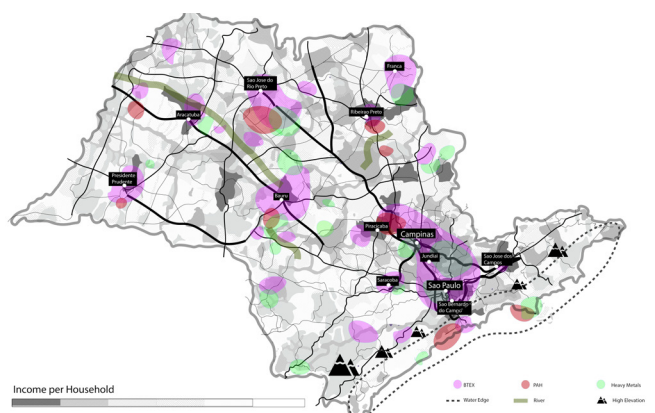 Franca
Sao Jose do
Rio Preto
Ribeirao Preto
Aracatuba
Presidente
Prudente
Bauru
Piracicaba
Campinas
Jundiai
Sao Jose dos
Campos
Saracoba
Sao Paulo
Sao Bernardo
do Campo
Income per Household
BTEX
PAH
Heavy Metals
Water Edge
River
High Elevation